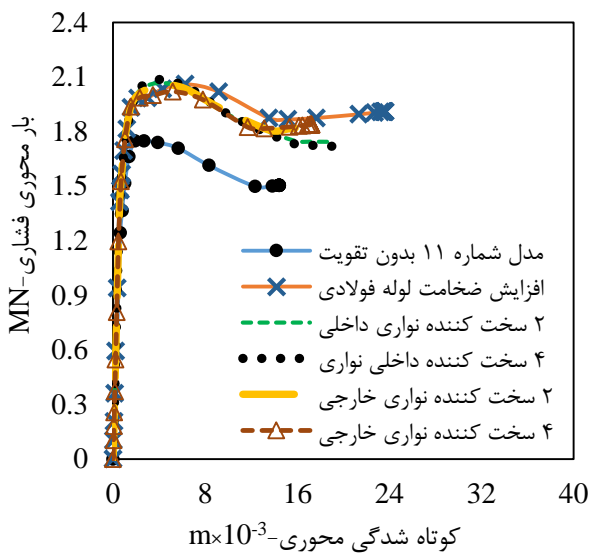 2.4
2.1
1.8
1.5
1.2
0.9
0.6
0.3
0
بار محوری فشاری-MN
مدل شماره ۱۱ بدون تقویت
افزایش ضخامت لوله فولادی
۲ سخت کننده نواری داخلی
۴ سخت کننده داخلی نواری
۲ سخت کننده نواری خارجی
۴ سخت کننده نواری خارجی
0 8 16 24 32 40
کوتاه شدگی محوری-m×10⁻³